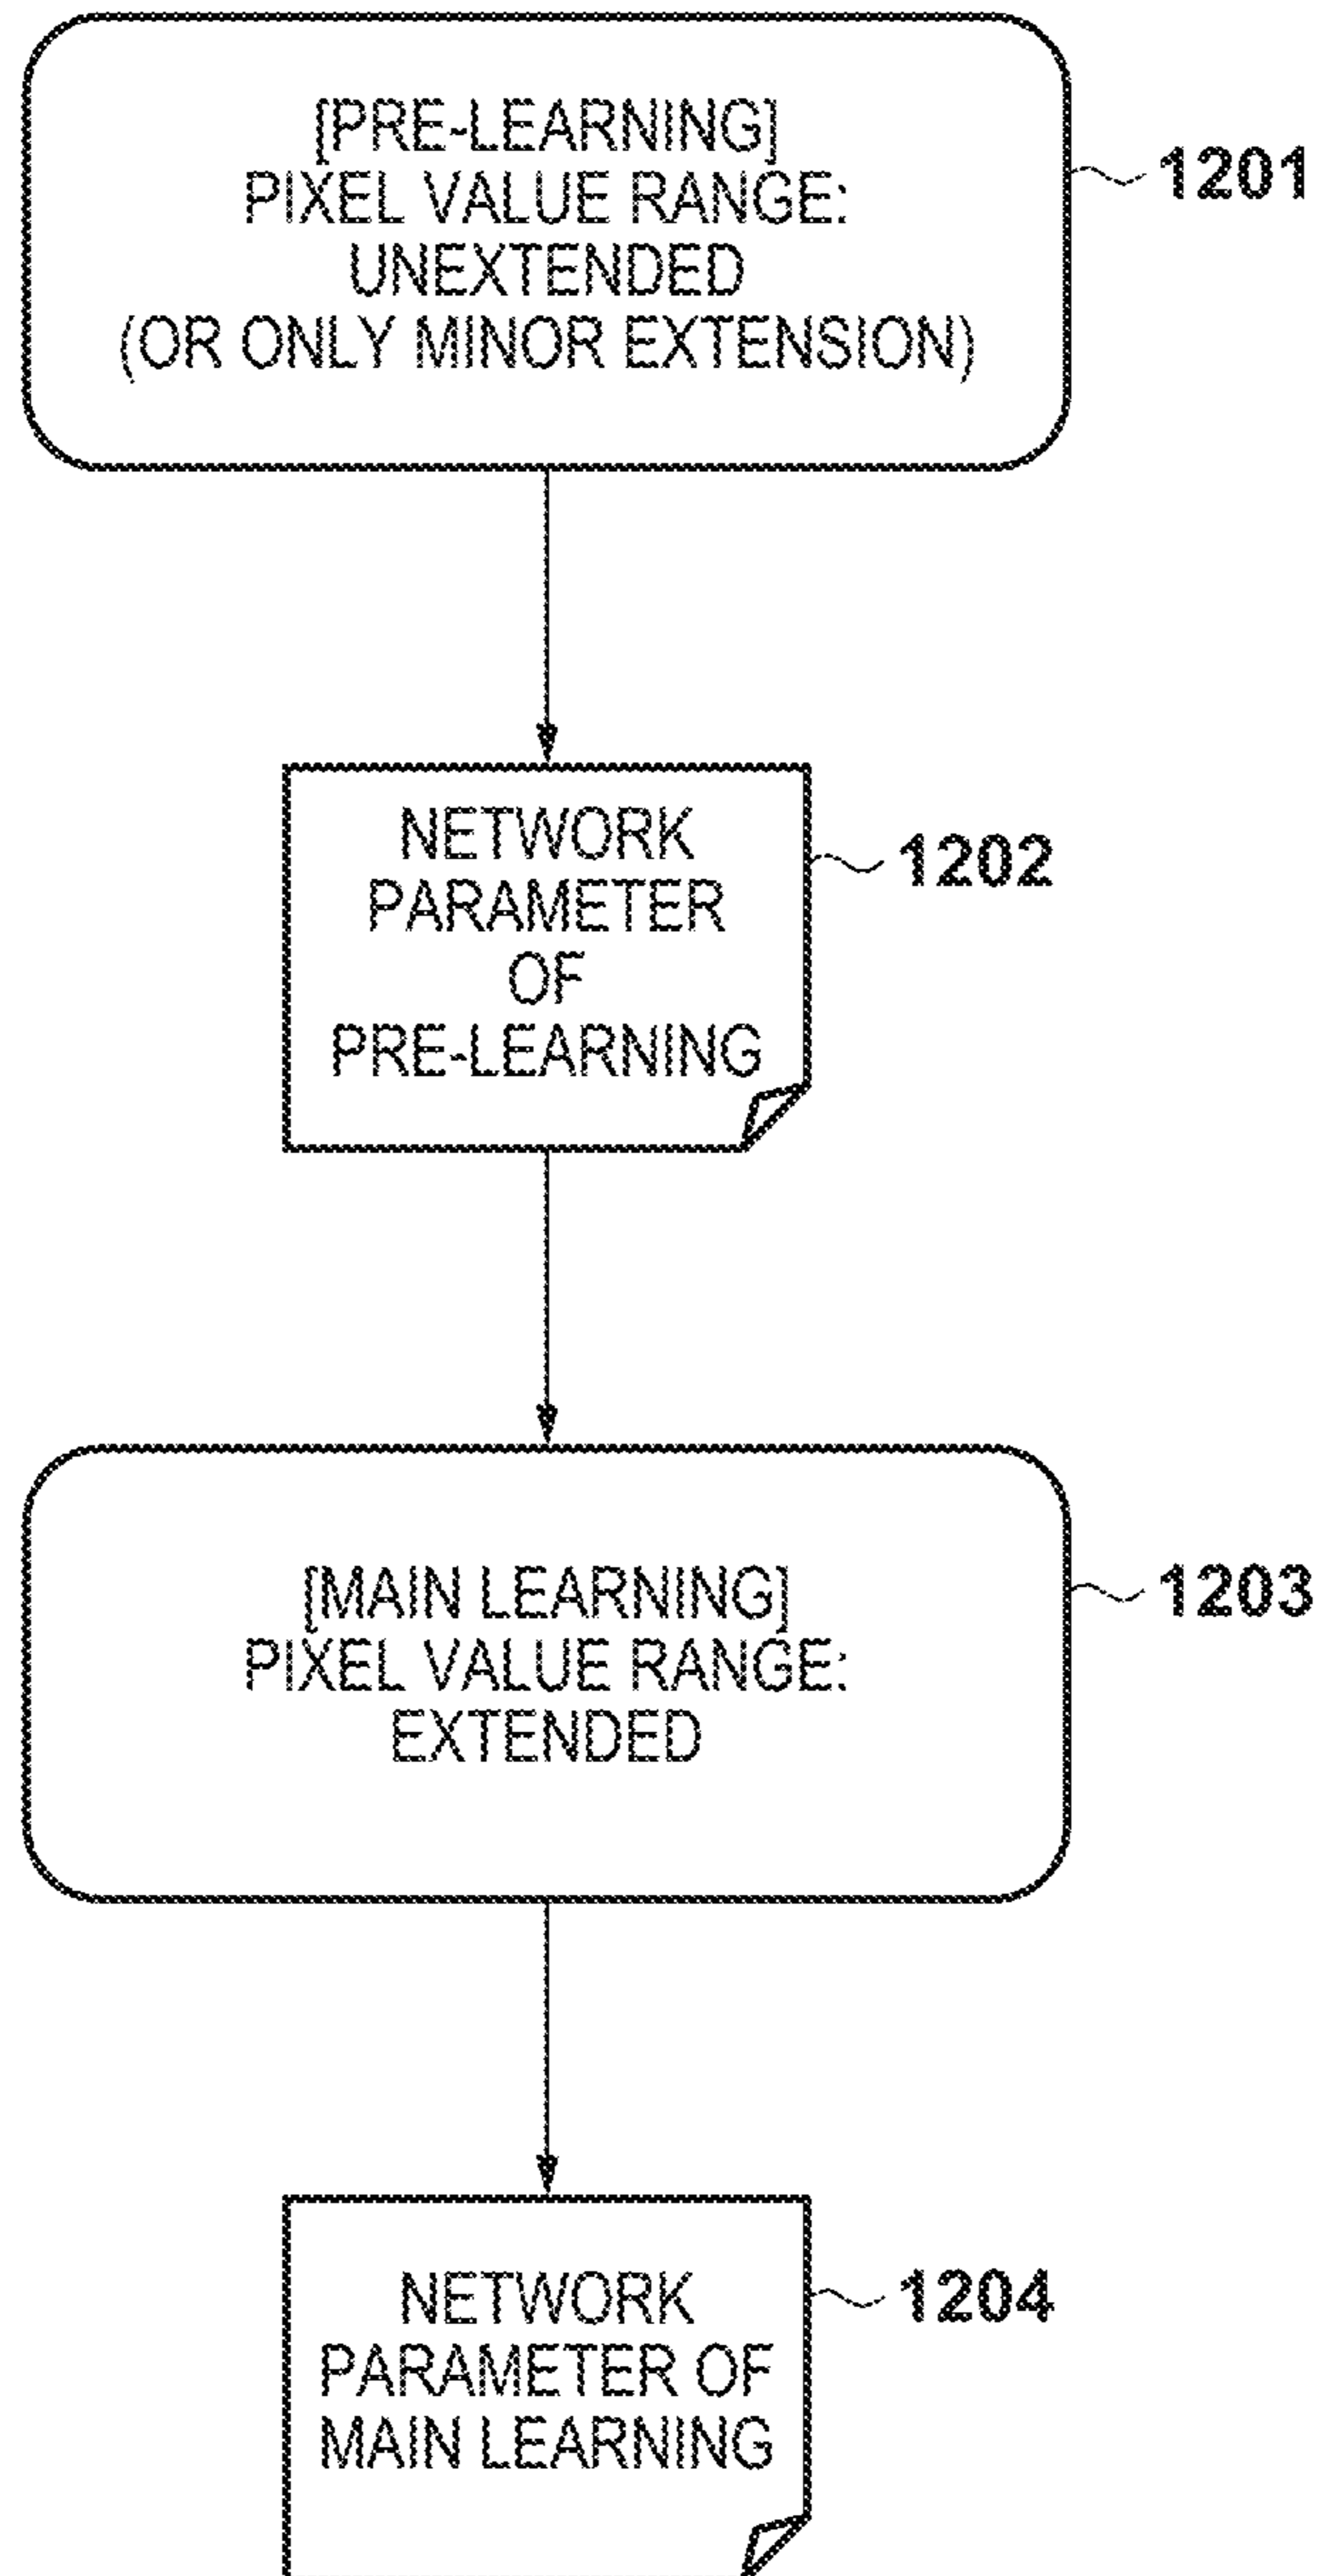 [PRE-LEARNING]
PIXEL VALUE RANGE:
UNEXTENDED
(OR ONLY MINOR EXTENSION)
1201
NETWORK
PARAMETER
OF
PRE-LEARNING
1202
[MAIN LEARNING]
PIXEL VALUE RANGE:
EXTENDED
1203
NETWORK
PARAMETER OF
MAIN LEARNING
1204